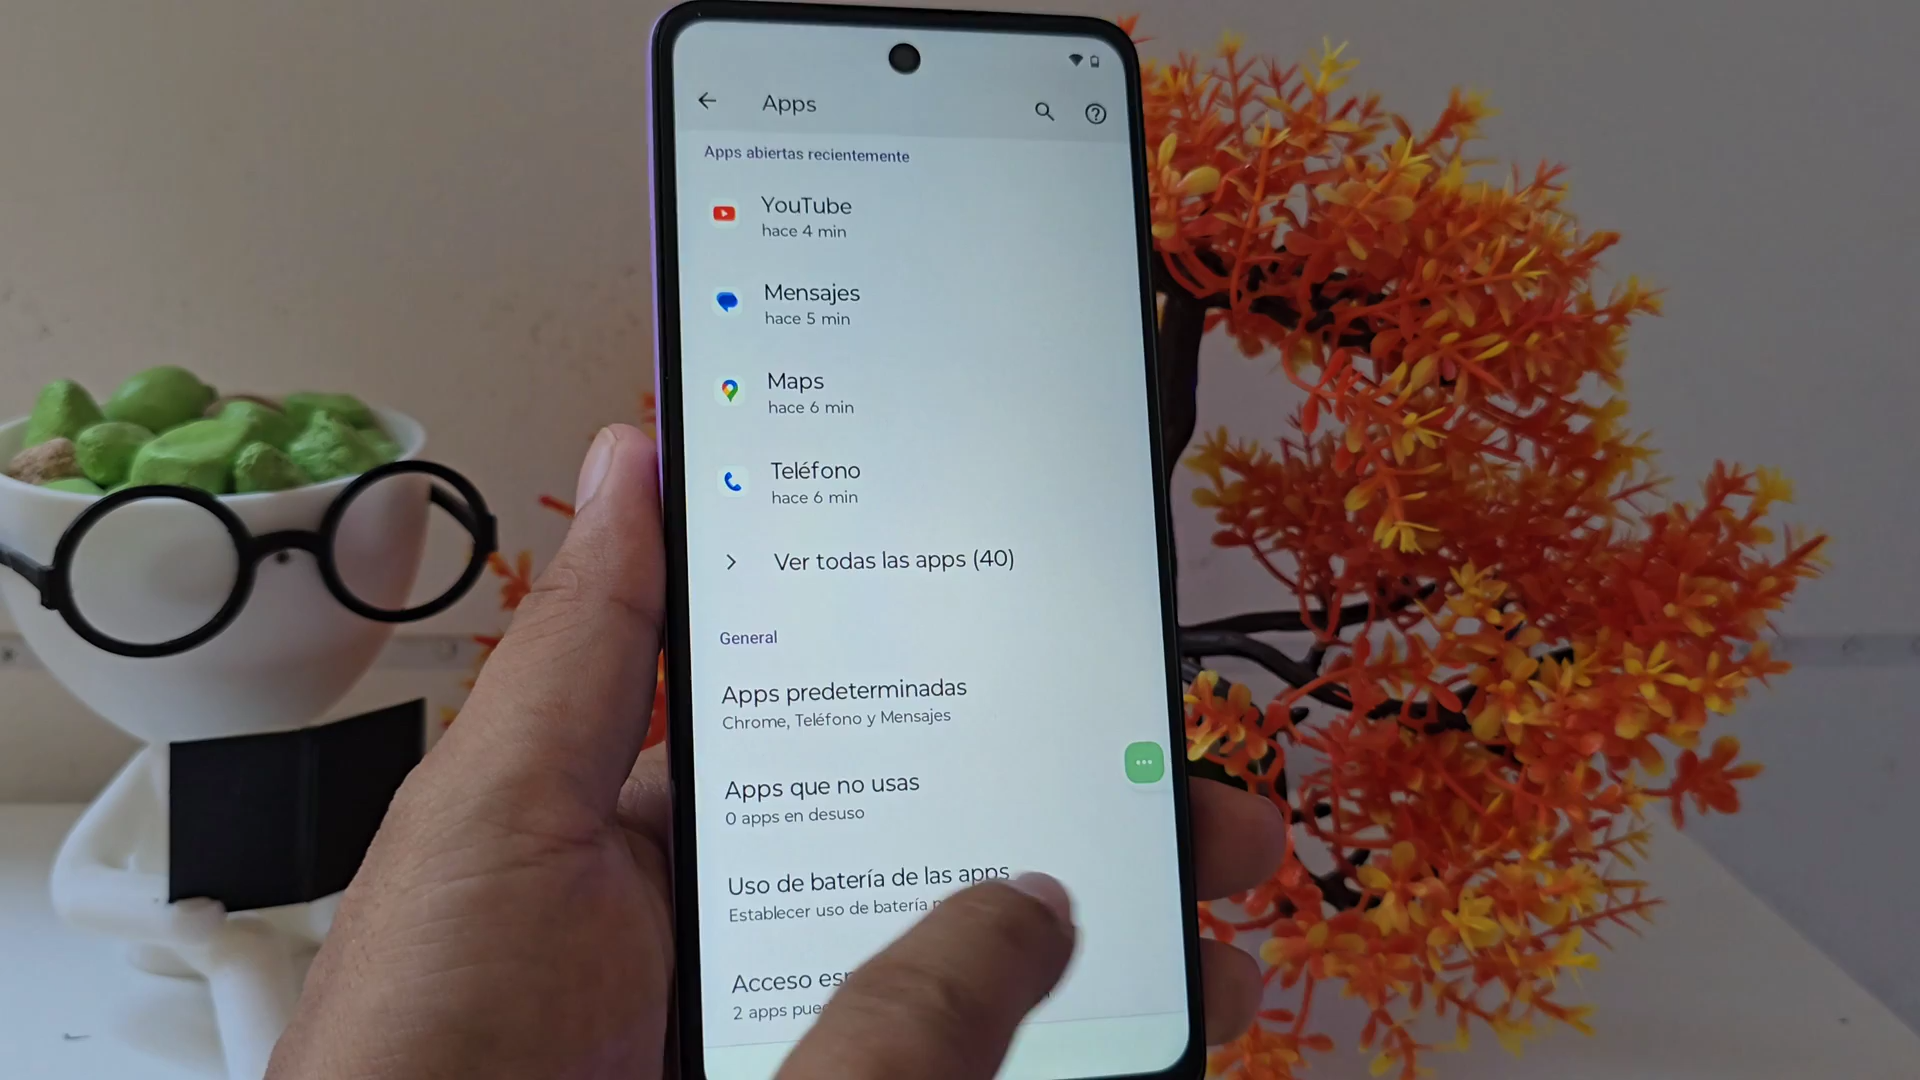 Apps
Apps abiertas recientemente
YouTube
hace 4 min
Mensajes
hace 5 min
Maps
hace 6 min
Teléfono
hace 6 min
Ver todas las apps (40)
General
Apps predeterminadas
Chrome, Teléfono y Mensajes
Apps que no usas
0 apps en desuso
Uso de batería de las apps
Establecer uso de batería
Acceso
2 apps